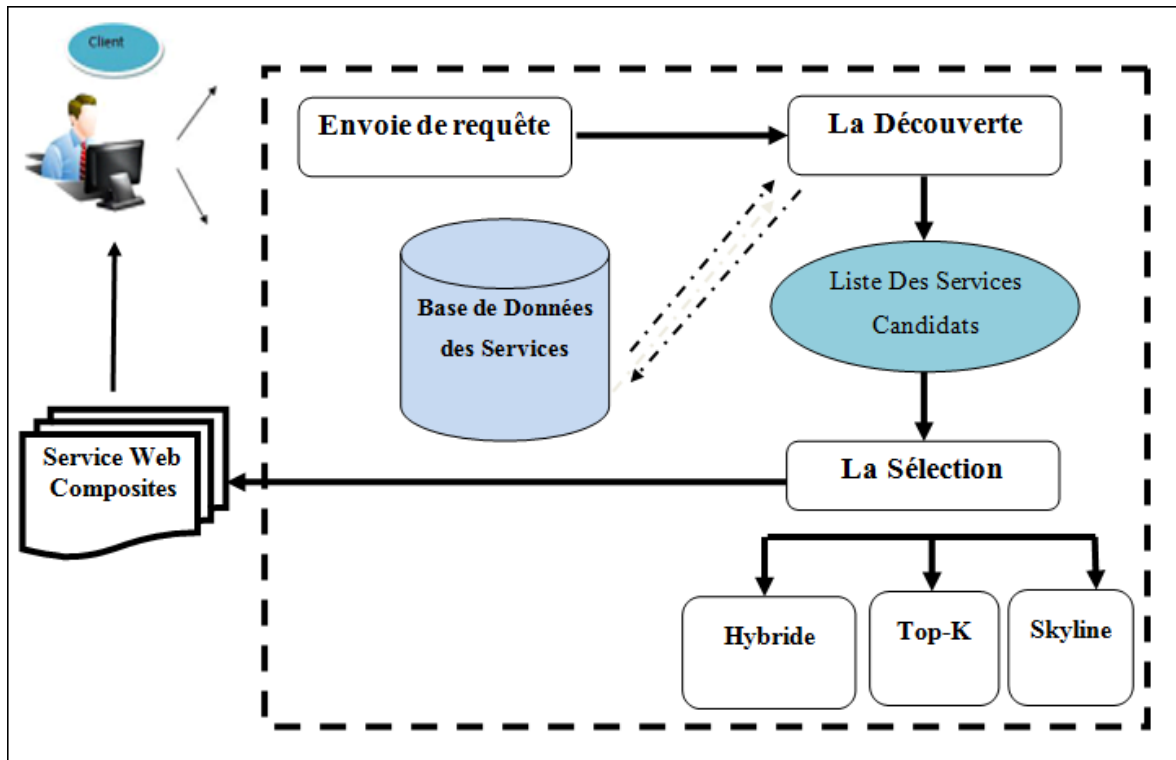 Client
Envoie de requête
La Découverte
Base de Données
des Services
Liste Des Services
Candidats
La Sélection
Service Web
Composites
Hybride
Top-K
Skyline